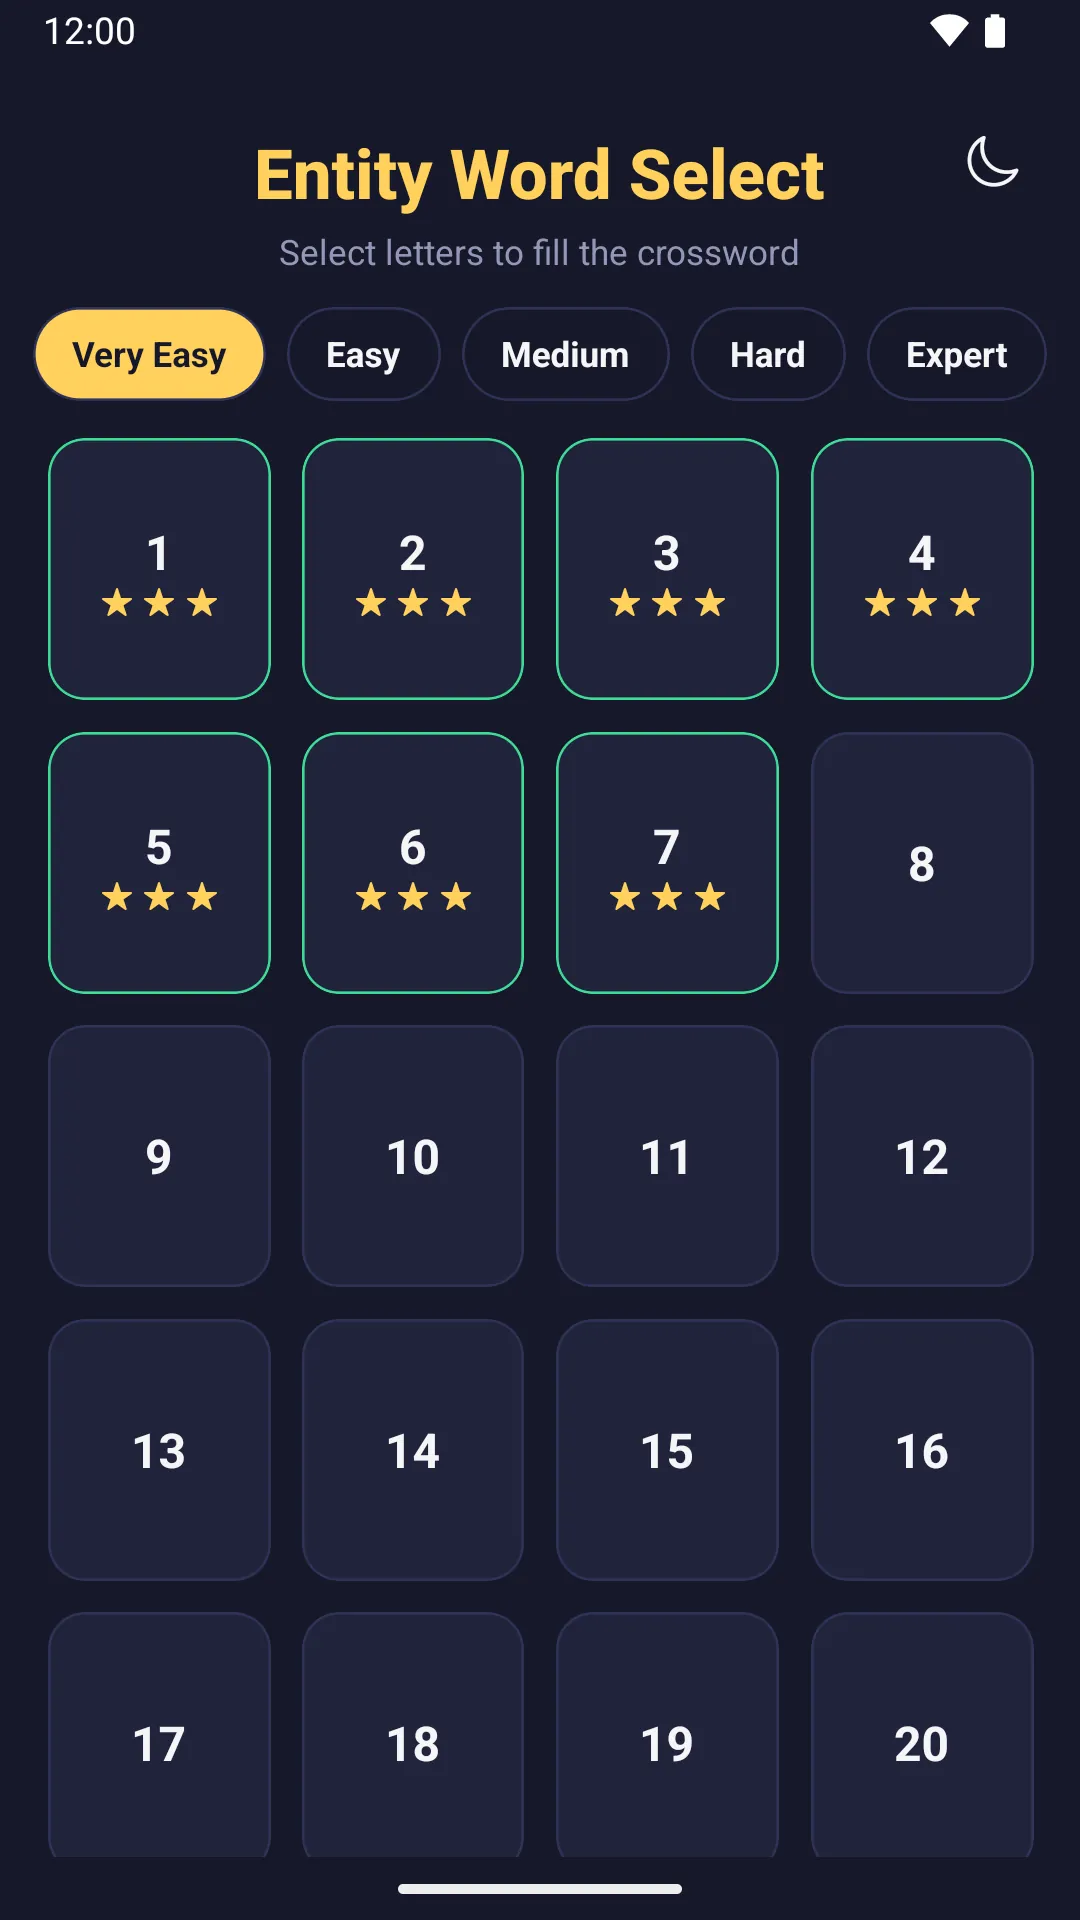 12:00
Entity Word Select
Select letters to fill the crossword
Very Easy Easy Medium Hard Expert
1 2 3 4
5 6 7 8
9 10 11 12
13 14 15 16
17 18 19 20